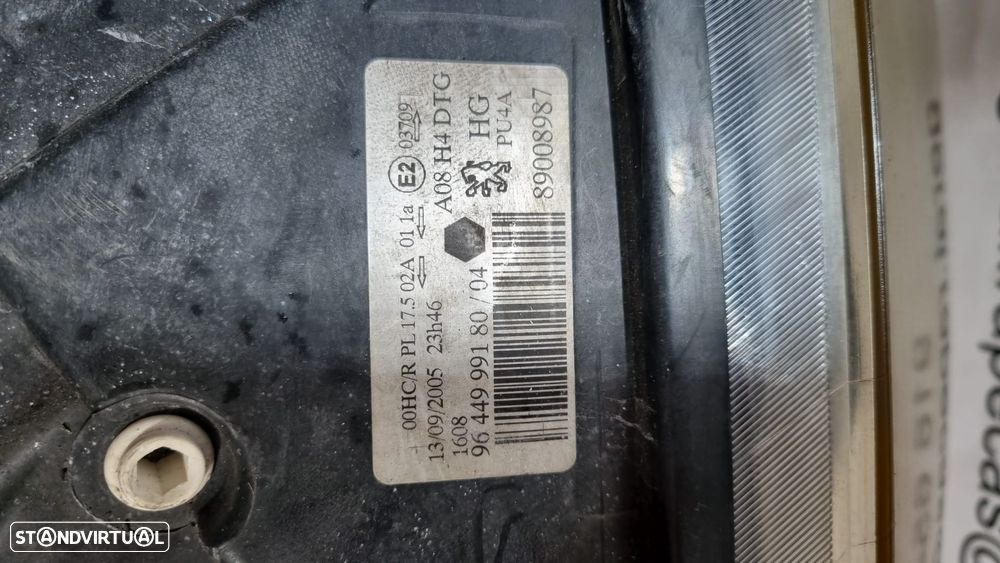 00HC/R PL 17.5 02A 01 1a E2 03709
13/09/2005 23h46 A08 H4 DTG
1608 HG
96 449 991 80 / 04 PU4A
89008987
STANDVIRTUAL